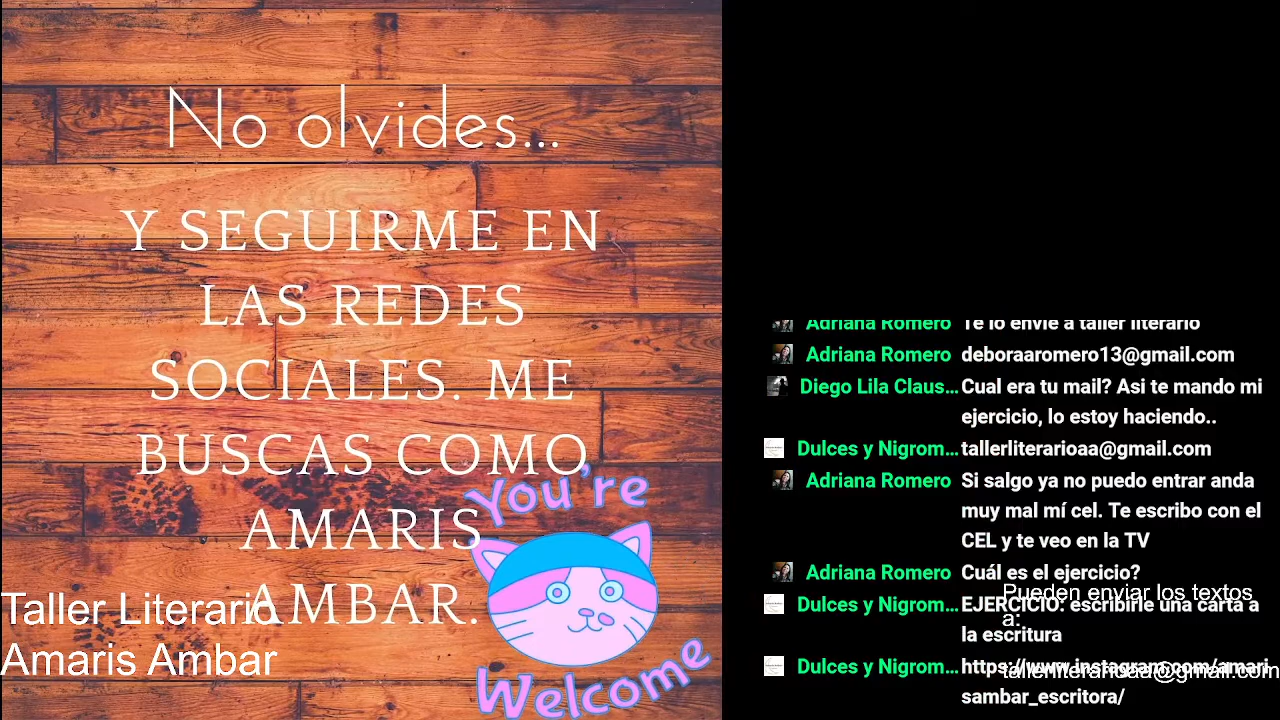 No olvides...
Y SEGUIRME EN
LAS REDES
SOCIALES. ME
BUSCAS COMO
AMARIS
AMBAR.
You're
Welcome
Taller Literario
Amaris Ambar
Adriana Romero Te lo envie a taller literario
Adriana Romero deboraaromero13@gmail.com
Diego Lila Claus... Cual era tu mail? Asi te mando mi
ejercicio, lo estoy haciendo..
Dulces y Nigrom... tallerliterarioaa@gmail.com
Adriana Romero Si salgo ya no puedo entrar anda
muy mal mí cel. Te escribo con el
CEL y te veo en la TV
Adriana Romero Cuál es el ejercicio?
Dulces y Nigrom... EJERCICIO: escribirle una carta a
la escritura
Dulces y Nigrom... https://www.instagram.com/amari
sambar_escritora/
Pueden enviar los textos
a:
tallerliterarioaa@gmail.com